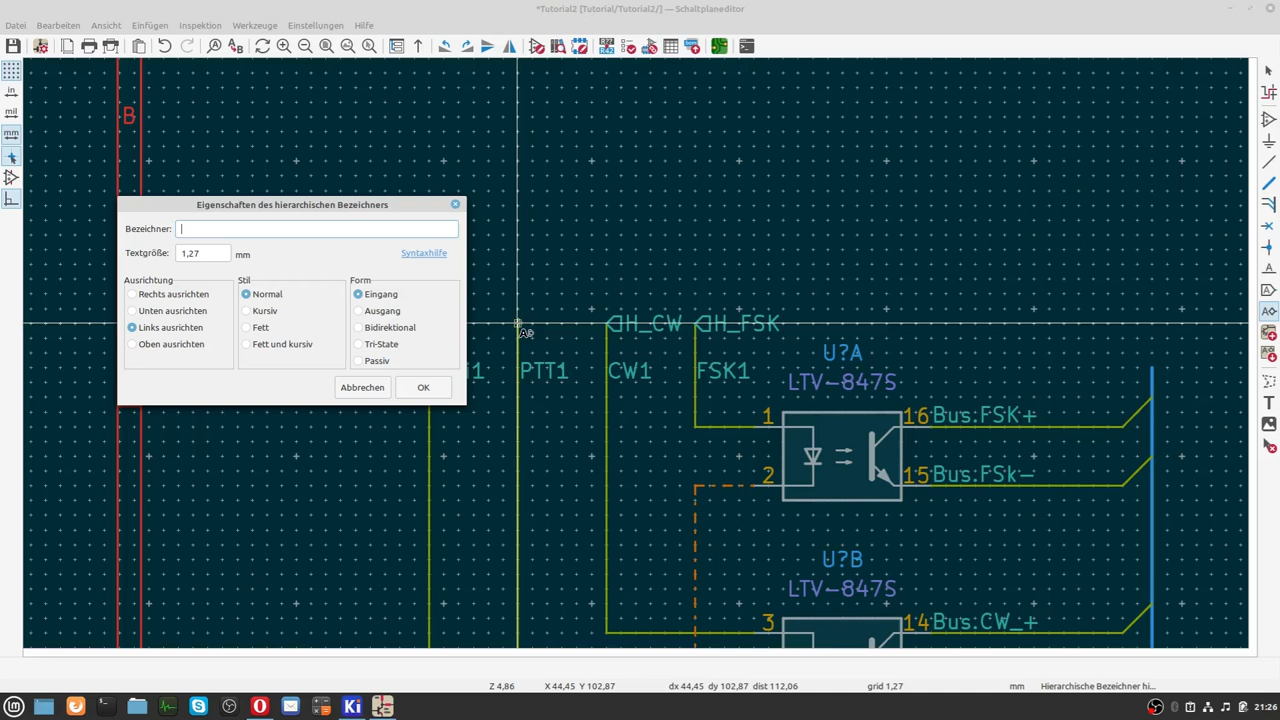 *Tutorial2 [Tutorial/Tutorial2/] — Schaltplaneditor
Datei Bearbeiten Ansicht Einfügen Inspektion Werkzeuge Einstellungen Hilfe
in
mil
mm
B
Eigenschaften des hierarchischen Bezeichners
Bezeichner:
Textgröße: 1,27 mm Syntaxhilfe
Ausrichtung Stil Form
Rechts ausrichten Normal Eingang
Unten ausrichten Kursiv Ausgang
Links ausrichten Fett Bidirektional
Oben ausrichten Fett und kursiv Tri-State
Passiv
Abbrechen OK
H_CW H_FSK
PTT1 CW1 FSK1
U?A
LTV-847S
1 16 Bus.FSK+
2 15 Bus.FSk-
U?B
LTV-847S
3 14 Bus.CW_+
Z 4,86 X 44,45 Y 102,87 dx 44,45 dy 102,87 dist 112,06 grid 1,27 mm Hierarchische Bezeichner hi...
21:26